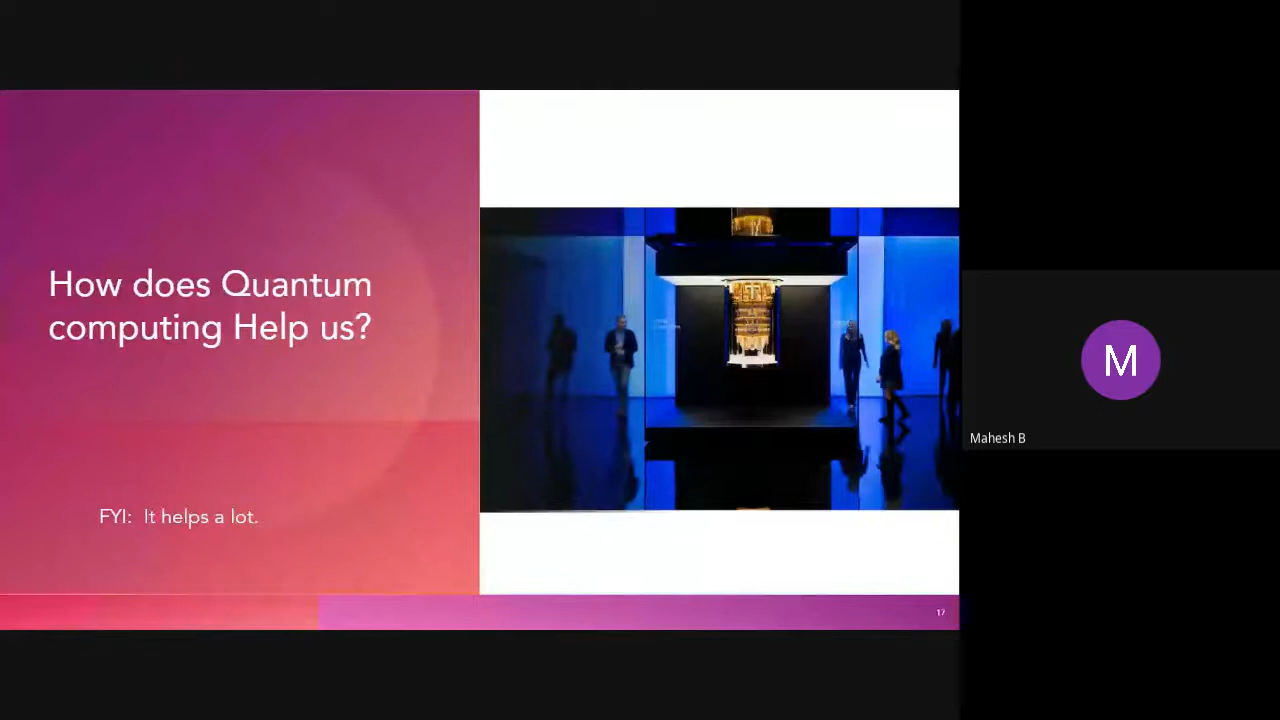 How does Quantum
computing Help us?
FYI: It helps a lot.
17
M
Mahesh B